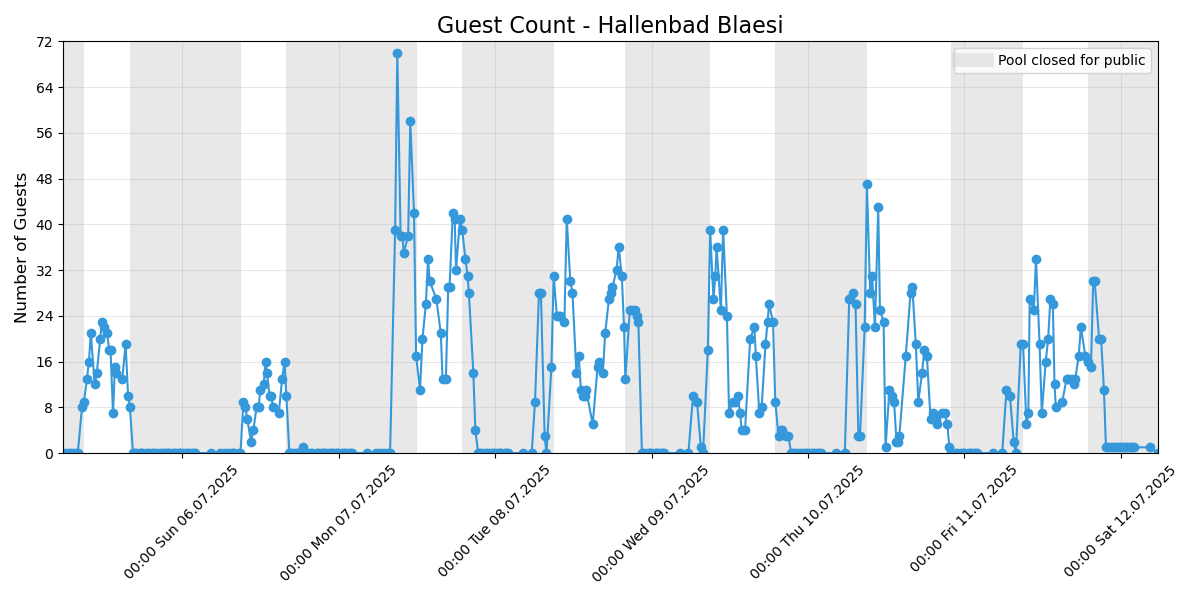 Guest Count - Hallenbad Blaesi
Pool closed for public
Number of Guests
72
64
56
48
40
32
24
16
8
0
00:00 Sun 06.07.2025
00:00 Mon 07.07.2025
00:00 Tue 08.07.2025
00:00 Wed 09.07.2025
00:00 Thu 10.07.2025
00:00 Fri 11.07.2025
00:00 Sat 12.07.2025